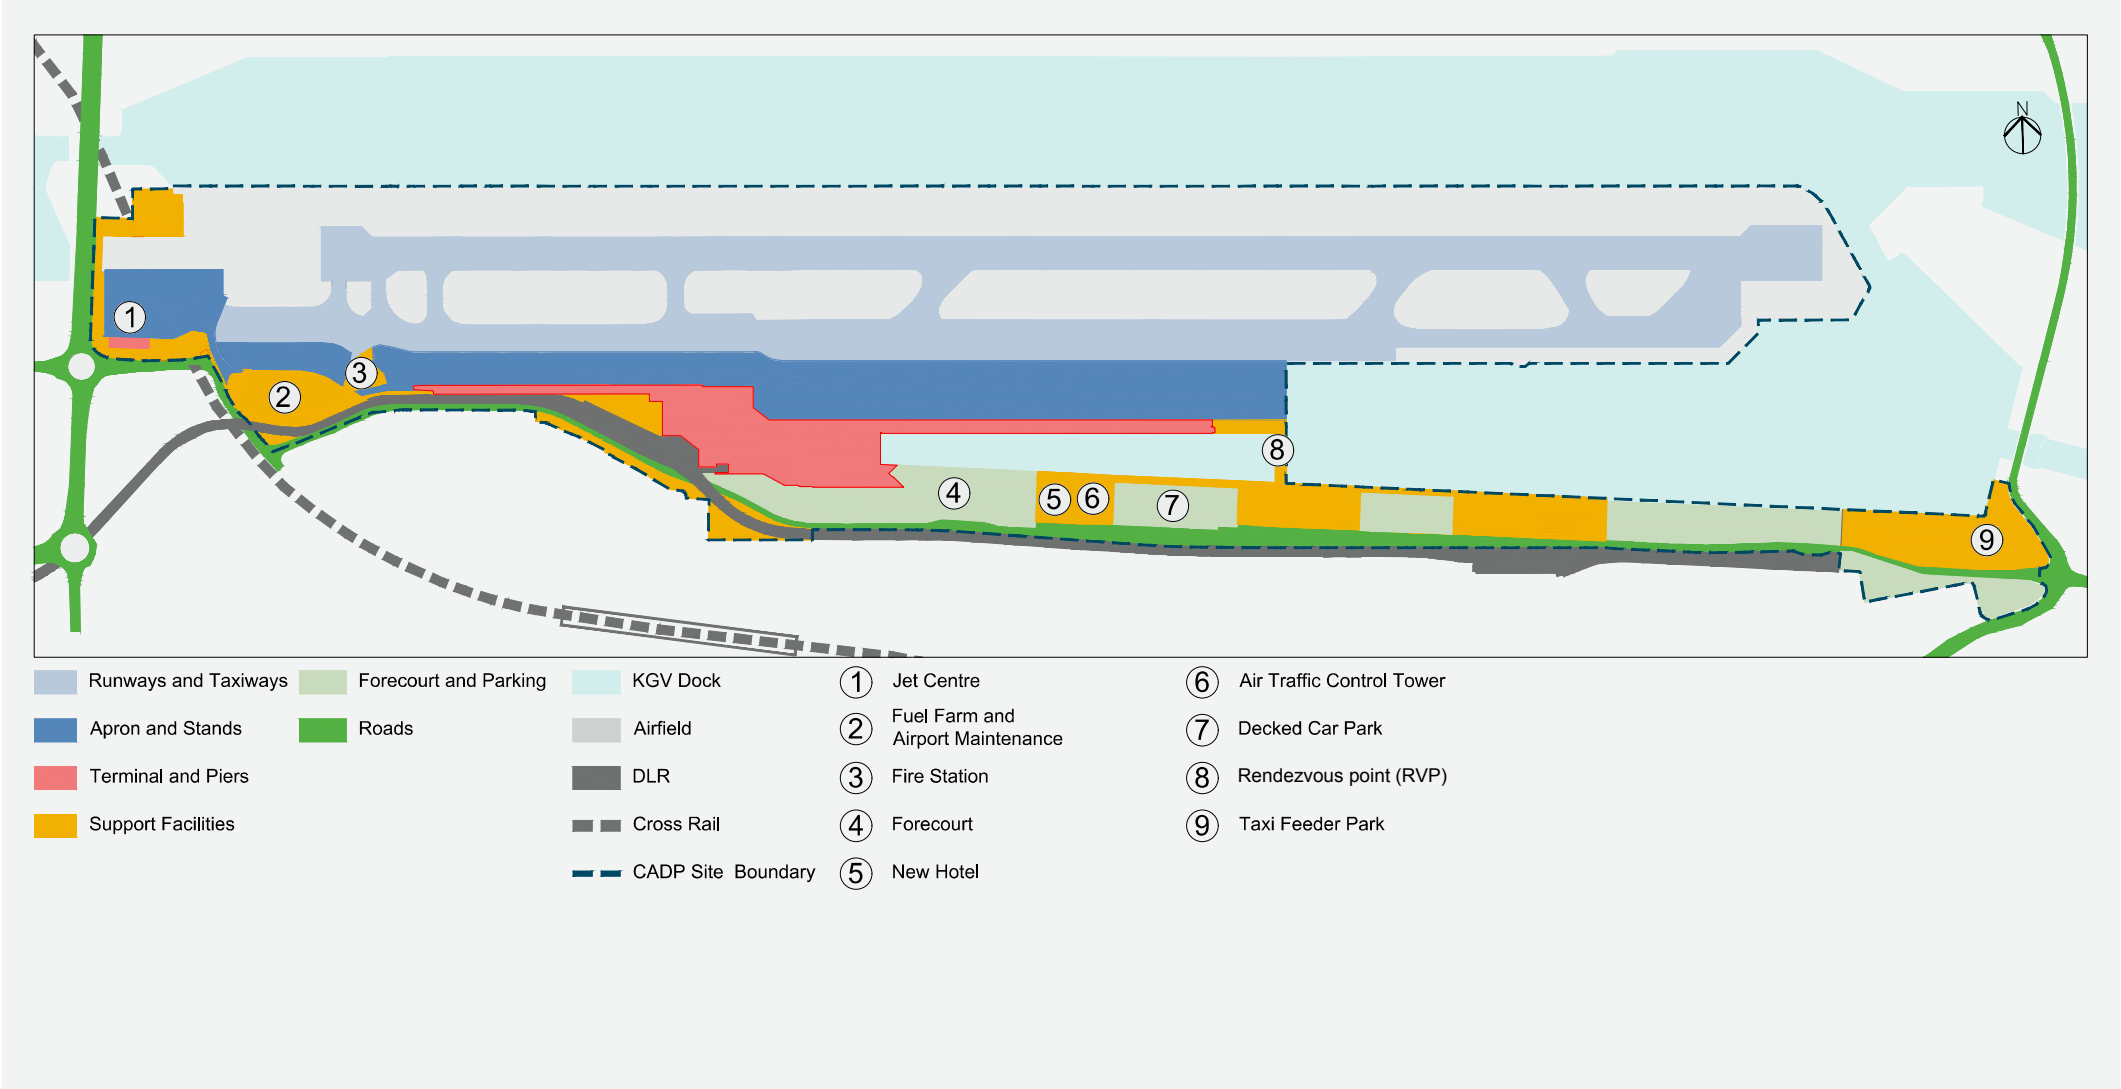 N
1
2
3
4
5
6
7
8
9
Runways and Taxiways
Apron and Stands
Terminal and Piers
Support Facilities
Forecourt and Parking
Roads
KGV Dock
Airfield
DLR
Cross Rail
CADP Site Boundary
1 Jet Centre
2 Fuel Farm and
Airport Maintenance
3 Fire Station
4 Forecourt
5 New Hotel
6 Air Traffic Control Tower
7 Decked Car Park
8 Rendezvous point (RVP)
9 Taxi Feeder Park